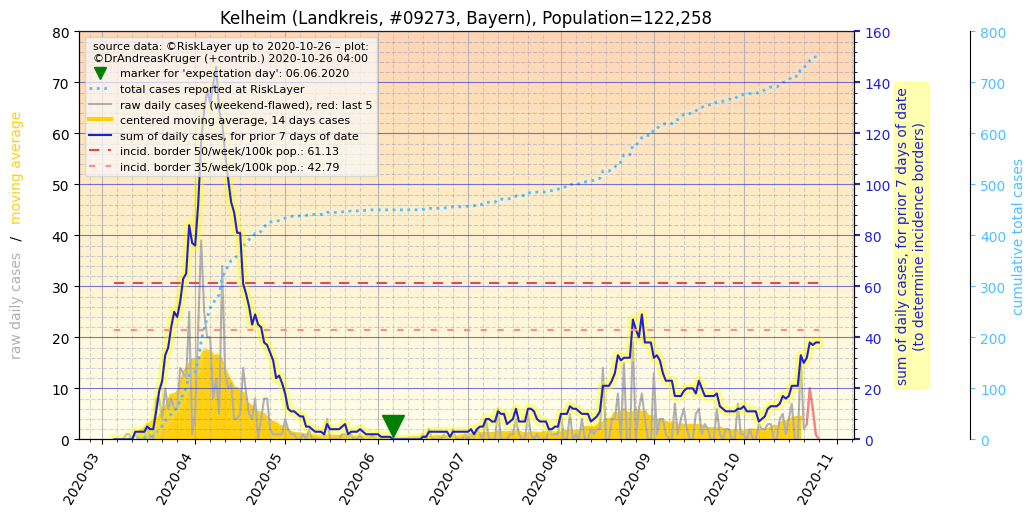 Kelheim (Landkreis, #09273, Bayern), Population=122,258
source data: ©RiskLayer up to 2020-10-26 – plot:
©DrAndreasKruger (+contrib.) 2020-10-26 04:00
marker for 'expectation day': 06.06.2020
total cases reported at RiskLayer
raw daily cases (weekend-flawed), red: last 5
centered moving average, 14 days cases
sum of daily cases, for prior 7 days of date
incid. border 50/week/100k pop.: 61.13
incid. border 35/week/100k pop.: 42.79
raw daily cases / moving average
80
70
60
50
40
30
20
10
0
2020-03
2020-04
2020-05
2020-06
2020-07
2020-08
2020-09
2020-10
2020-11
160
140
120
100
80
60
40
20
0
sum of daily cases, for prior 7 days of date
(to determine incidence borders)
800
700
600
500
400
300
200
100
0
cumulative total cases